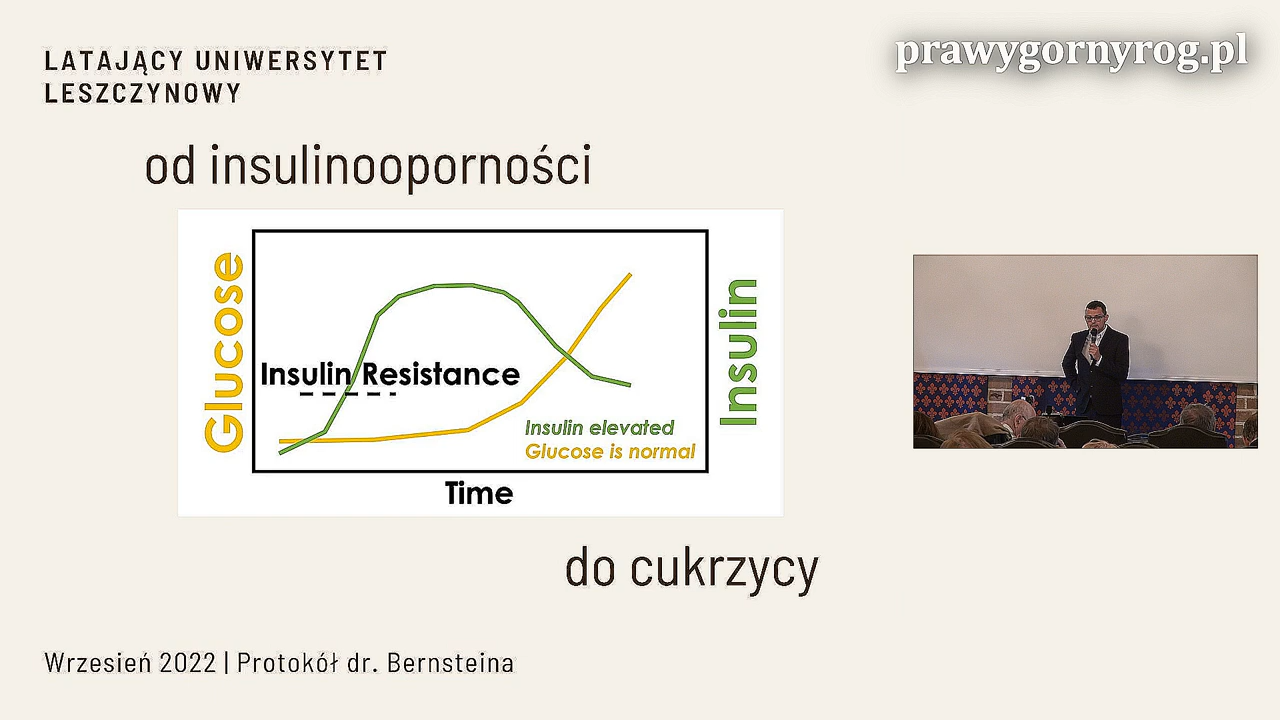 LATAJĄCY UNIWERSYTET
LESZCZYNOWY
prawygornyrog.pl
od insulinooporności
Glucose
Insulin Resistance
Insulin elevated
Glucose is normal
Insulin
Time
do cukrzycy
Wrzesień 2022 | Protokół dr. Bernsteina